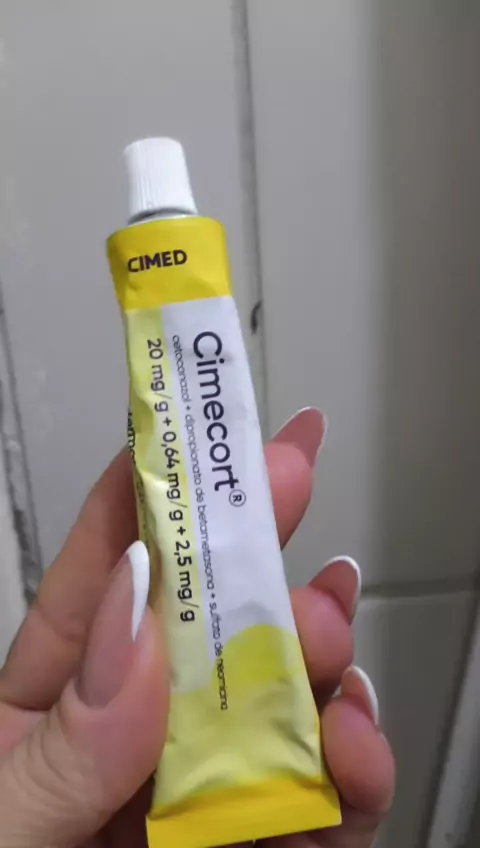 CIMED
Cimecort®
cetoconazol + dipropionato de betametasona + sulfato de neomicina
20 mg/g + 0,64 mg/g + 2,5 mg/g